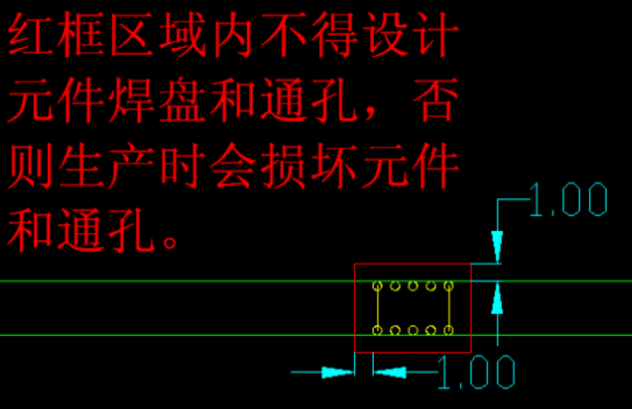 红框区域内不得设计
元件焊盘和通孔，否
则生产时会损坏元件
和通孔。
1.00
1.00